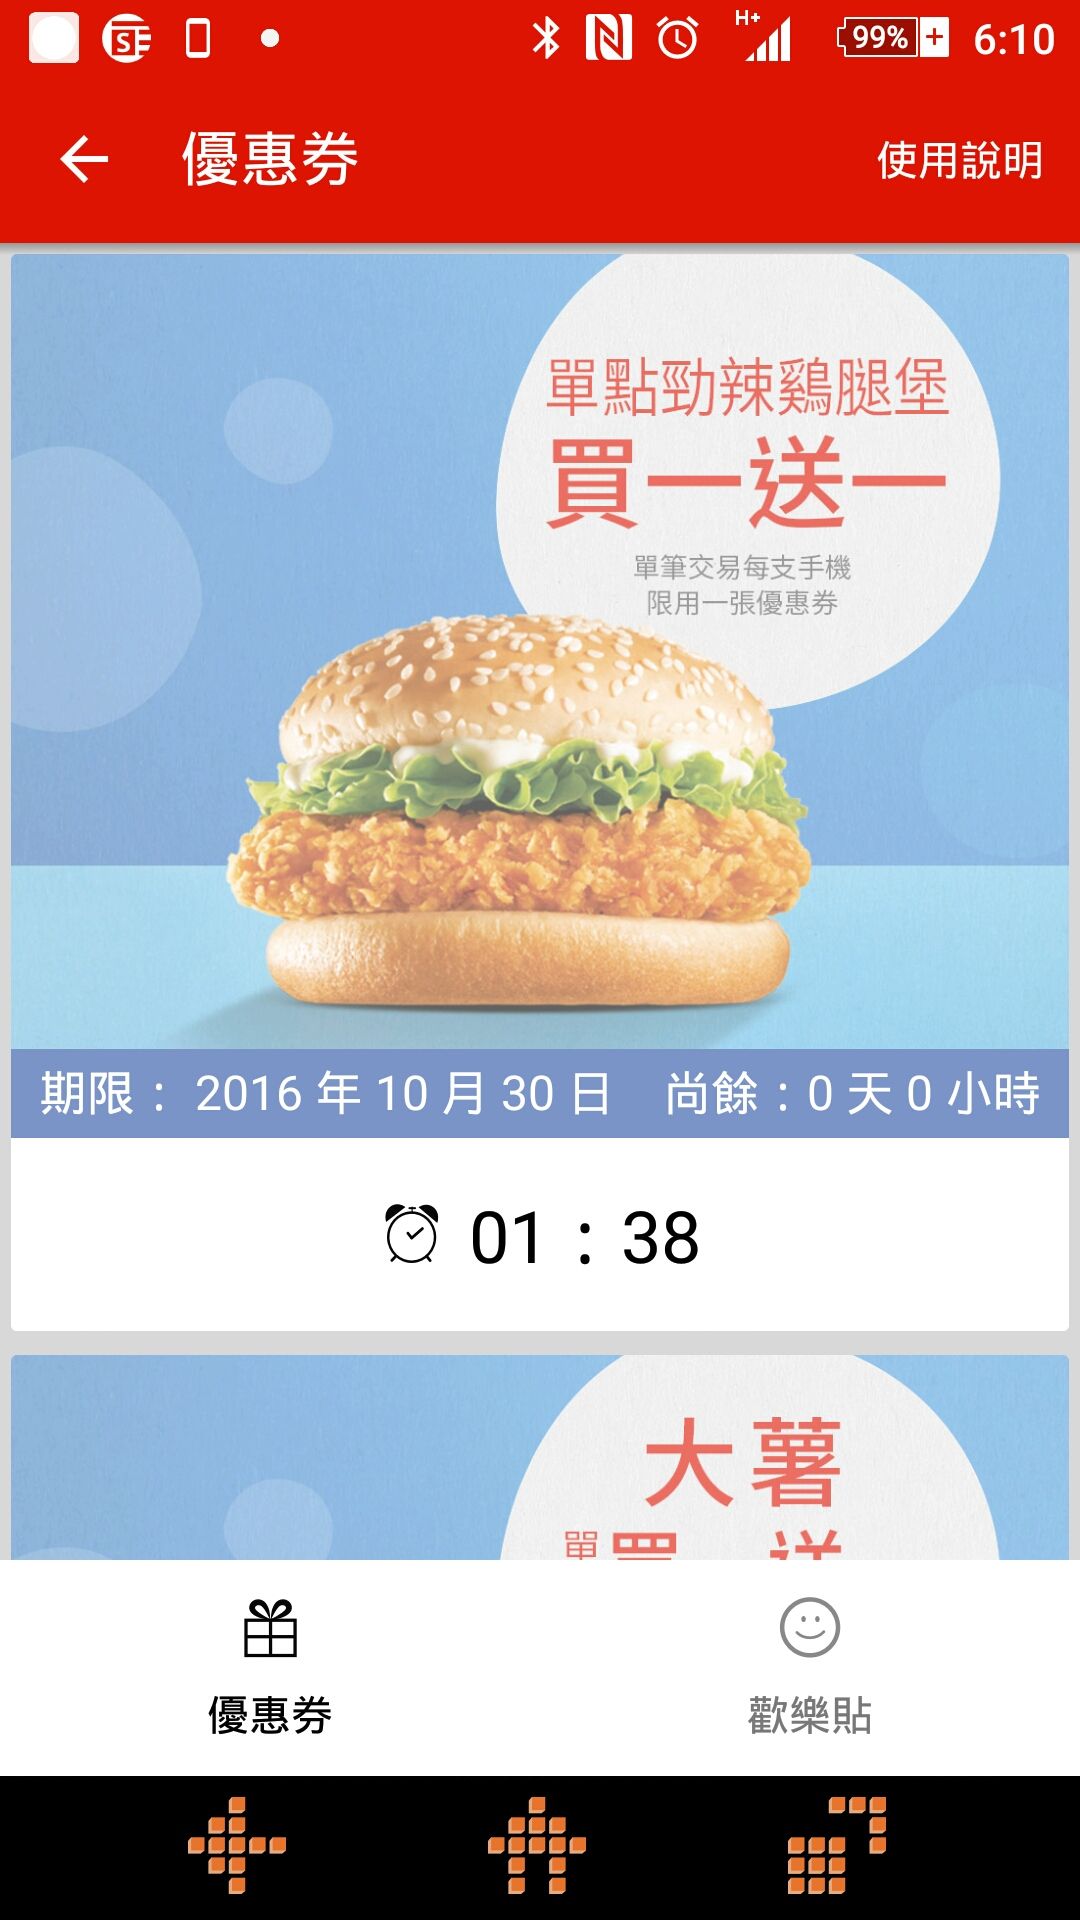 99%
6:10
優惠券
使用說明
單點勁辣鷄腿堡
買一送一
單筆交易每支手機
限用一張優惠券
期限： 2016 年 10 月 30 日 尚餘：0 天 0 小時
01 : 38
大薯
優惠券
歡樂貼